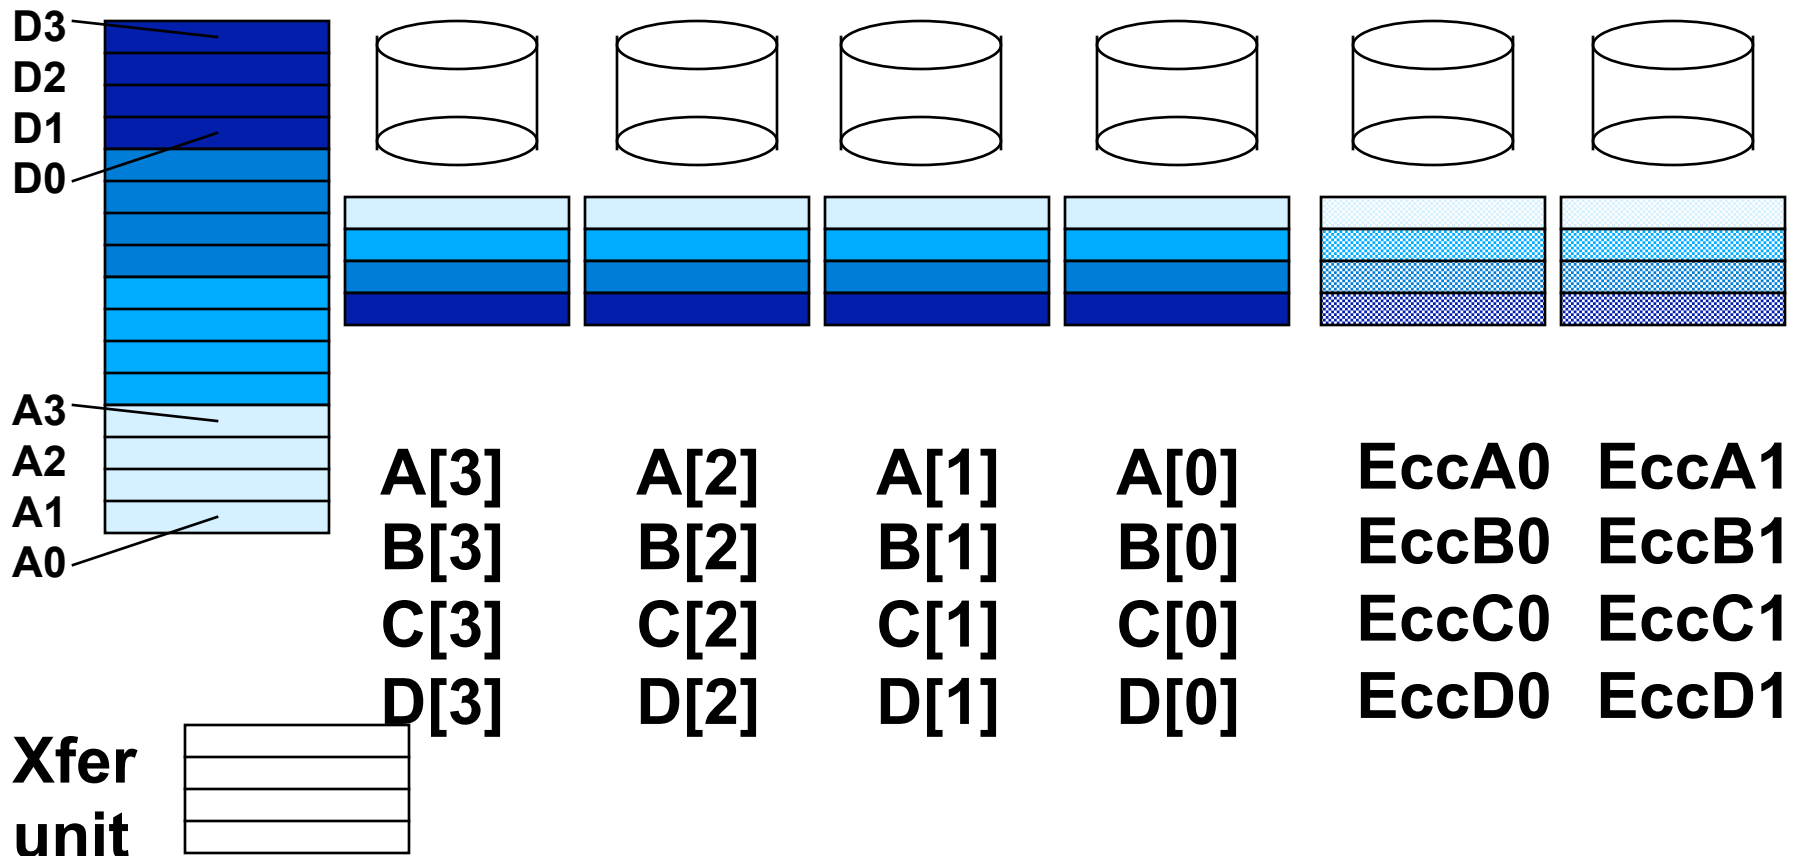 D3
D2
D1
D0
A3
A2
A1
A0
A[3] A[2] A[1] A[0] EccA0 EccA1
B[3] B[2] B[1] B[0] EccB0 EccB1
C[3] C[2] C[1] C[0] EccC0 EccC1
D[3] D[2] D[1] D[0] EccD0 EccD1
Xfer
unit